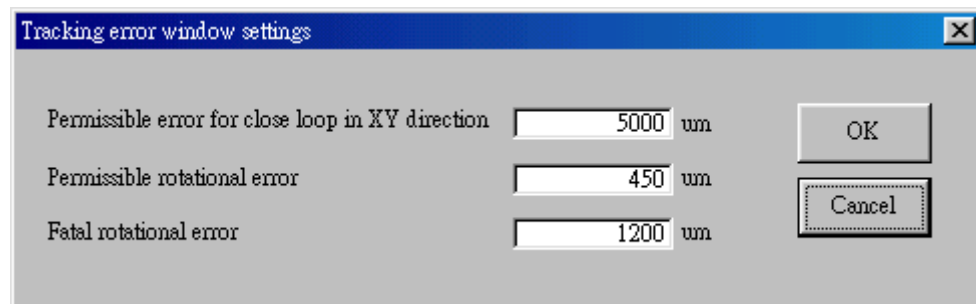 Tracking error window settings
Permissible error for close loop in XY direction 5000 um
OK
Permissible rotational error 450 um
Cancel
Fatal rotational error 1200 um